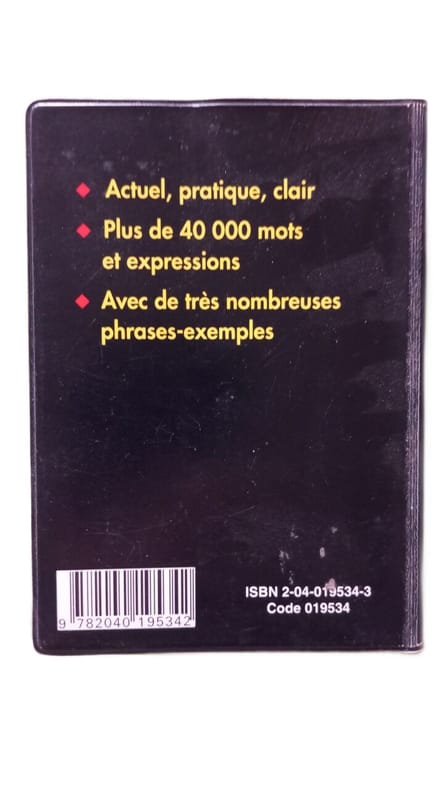 Actuel, pratique, clair
Plus de 40 000 mots
et expressions
Avec de très nombreuses
phrases-exemples
ISBN 2-04-019534-3
Code 019534
9 782040 195342